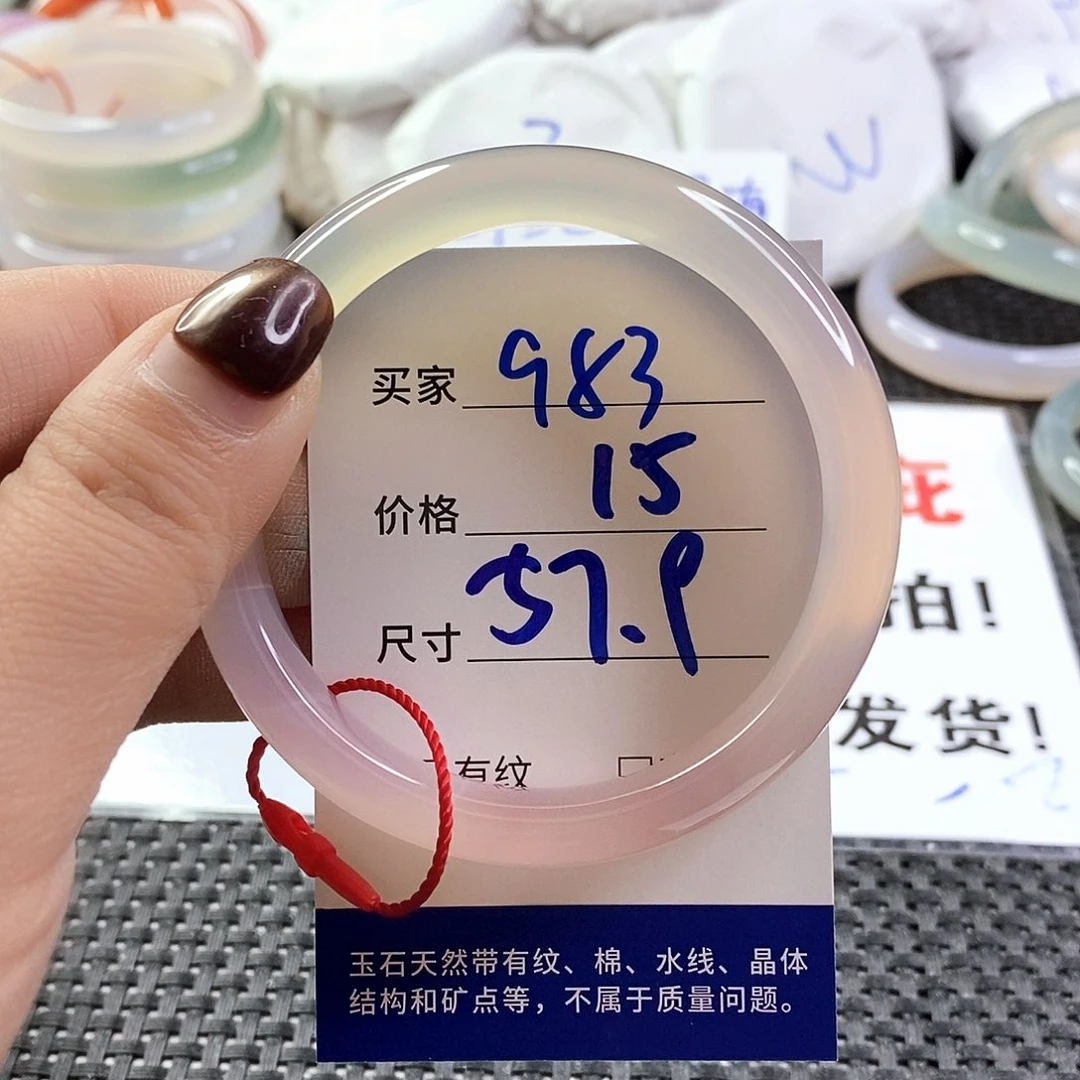 买家 983
价格 15
尺寸 57.9
有纹
拍!
发货!
玉石天然带有纹、棉、水线、晶体
结构和矿点等，不属于质量问题。